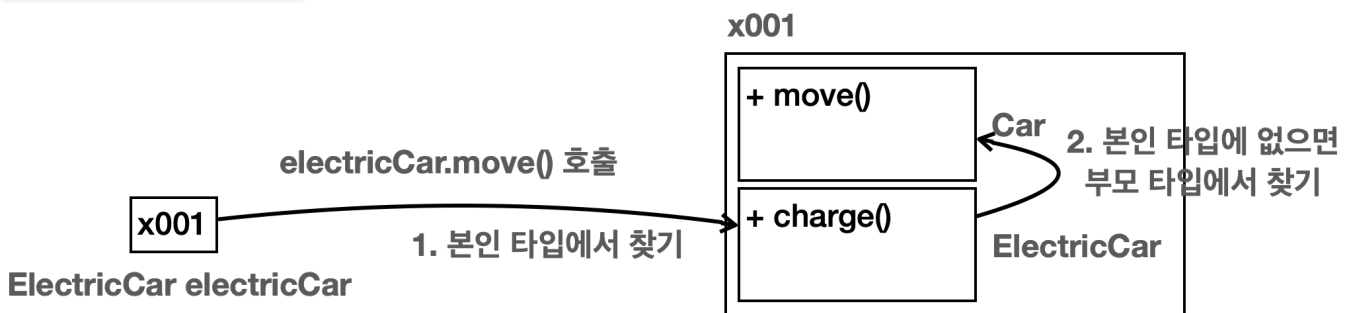 x001
+ move()
Car
2. 본인 타입에 없으면
부모 타입에서 찾기
electricCar.move() 호출
x001
+ charge()
1. 본인 타입에서 찾기
ElectricCar
ElectricCar electricCar